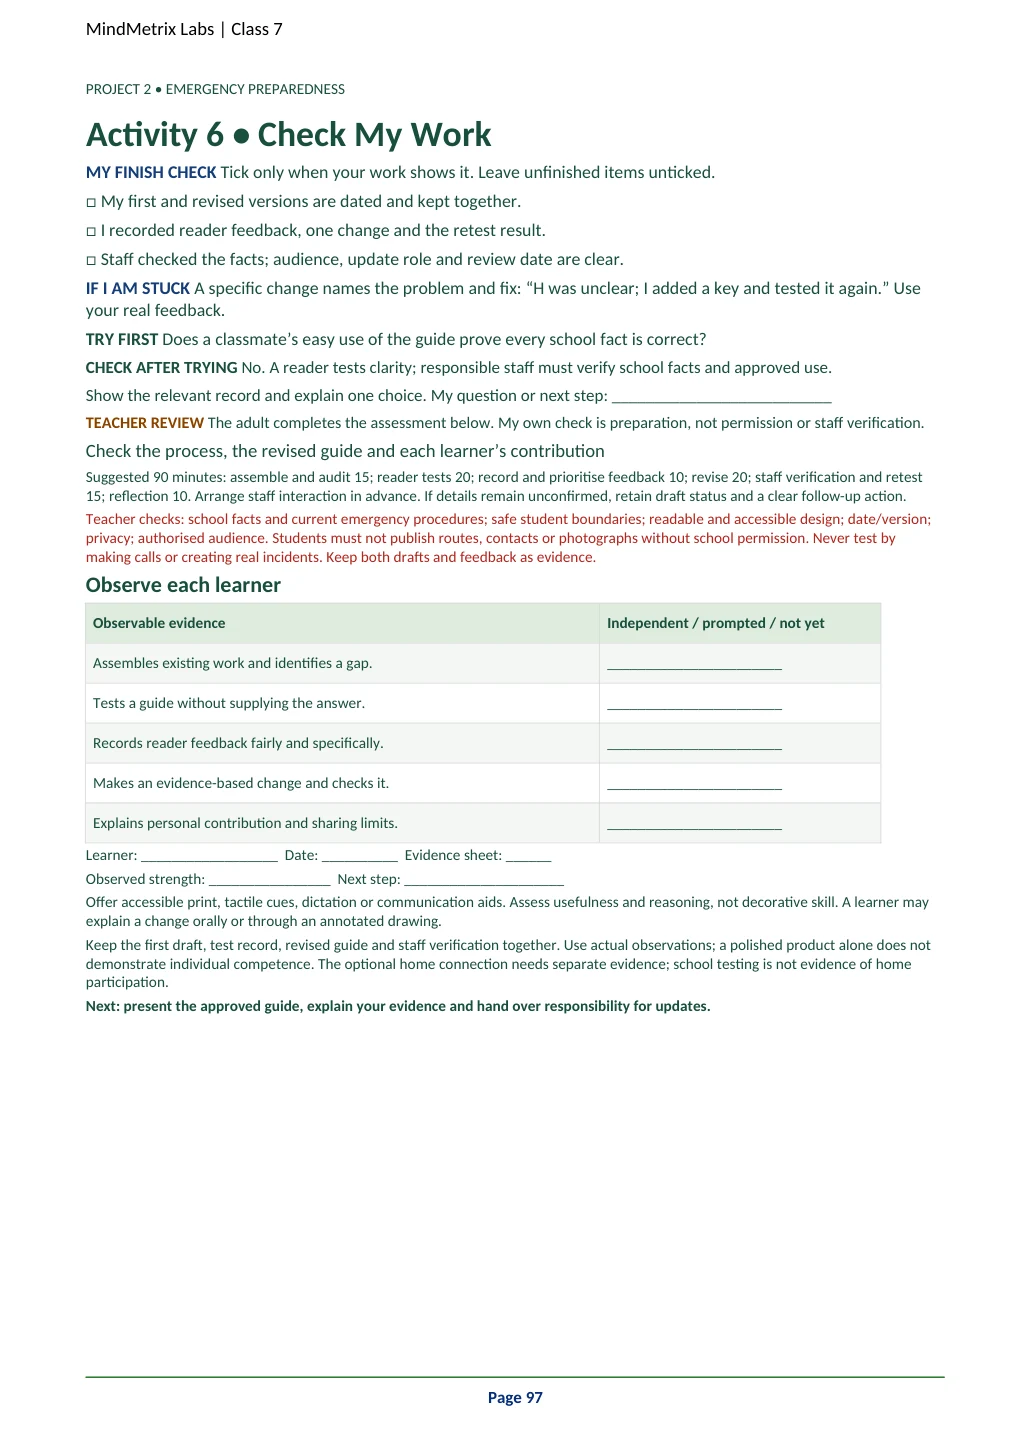 MindMetrix Labs | Class 7
PROJECT 2 • EMERGENCY PREPAREDNESS
Activity 6 • Check My Work
MY FINISH CHECK Tick only when your work shows it. Leave unfinished items unticked.
□ My first and revised versions are dated and kept together.
□ I recorded reader feedback, one change and the retest result.
□ Staff checked the facts; audience, update role and review date are clear.
IF I AM STUCK A specific change names the problem and fix: “H was unclear; I added a key and tested it again.” Use
your real feedback.
TRY FIRST Does a classmate’s easy use of the guide prove every school fact is correct?
CHECK AFTER TRYING No. A reader tests clarity; responsible staff must verify school facts and approved use.
Show the relevant record and explain one choice. My question or next step: __________________________
TEACHER REVIEW The adult completes the assessment below. My own check is preparation, not permission or staff verification.
Check the process, the revised guide and each learner’s contribution
Suggested 90 minutes: assemble and audit 15; reader tests 20; record and prioritise feedback 10; revise 20; staff verification and retest
15; reflection 10. Arrange staff interaction in advance. If details remain unconfirmed, retain draft status and a clear follow-up action.
Teacher checks: school facts and current emergency procedures; safe student boundaries; readable and accessible design; date/version;
privacy; authorised audience. Students must not publish routes, contacts or photographs without school permission. Never test by
making calls or creating real incidents. Keep both drafts and feedback as evidence.
Observe each learner
Observable evidence Independent / prompted / not yet
Assembles existing work and identifies a gap. _______________________
Tests a guide without supplying the answer. _______________________
Records reader feedback fairly and specifically. _______________________
Makes an evidence-based change and checks it. _______________________
Explains personal contribution and sharing limits. _______________________
Learner: __________________ Date: __________ Evidence sheet: ______
Observed strength: ________________ Next step: _____________________
Offer accessible print, tactile cues, dictation or communication aids. Assess usefulness and reasoning, not decorative skill. A learner may
explain a change orally or through an annotated drawing.
Keep the first draft, test record, revised guide and staff verification together. Use actual observations; a polished product alone does not
demonstrate individual competence. The optional home connection needs separate evidence; school testing is not evidence of home
participation.
Next: present the approved guide, explain your evidence and hand over responsibility for updates.
Page 97